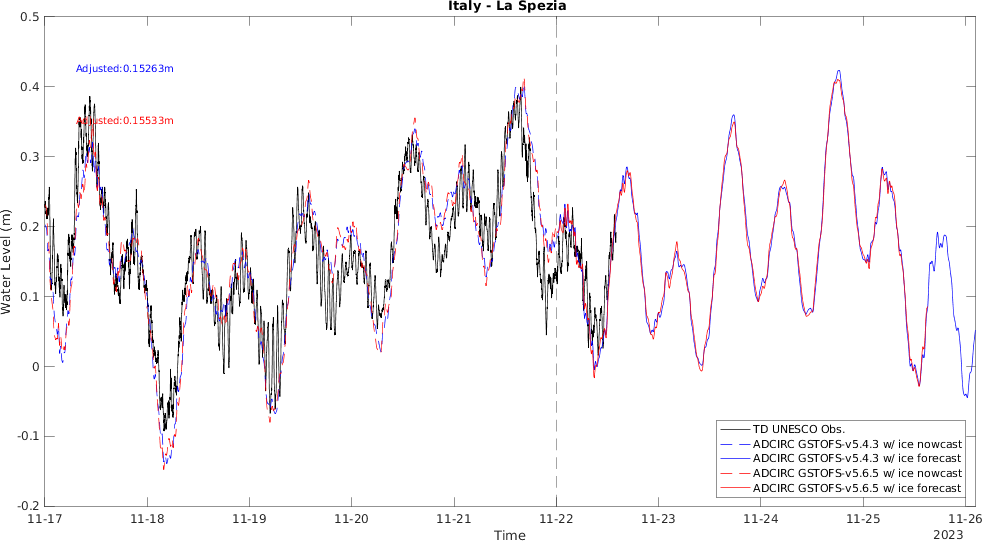 Italy - La Spezia
0.5
0.4
0.3
0.2
0.1
0
-0.1
-0.2
Water Level (m)
Adjusted:0.15263m
Adjusted:0.15533m
TD UNESCO Obs.
ADCIRC GSTOFS-v5.4.3 w/ ice nowcast
ADCIRC GSTOFS-v5.4.3 w/ ice forecast
ADCIRC GSTOFS-v5.6.5 w/ ice nowcast
ADCIRC GSTOFS-v5.6.5 w/ ice forecast
11-17 11-18 11-19 11-20 11-21 11-22 11-23 11-24 11-25 11-26
Time
2023